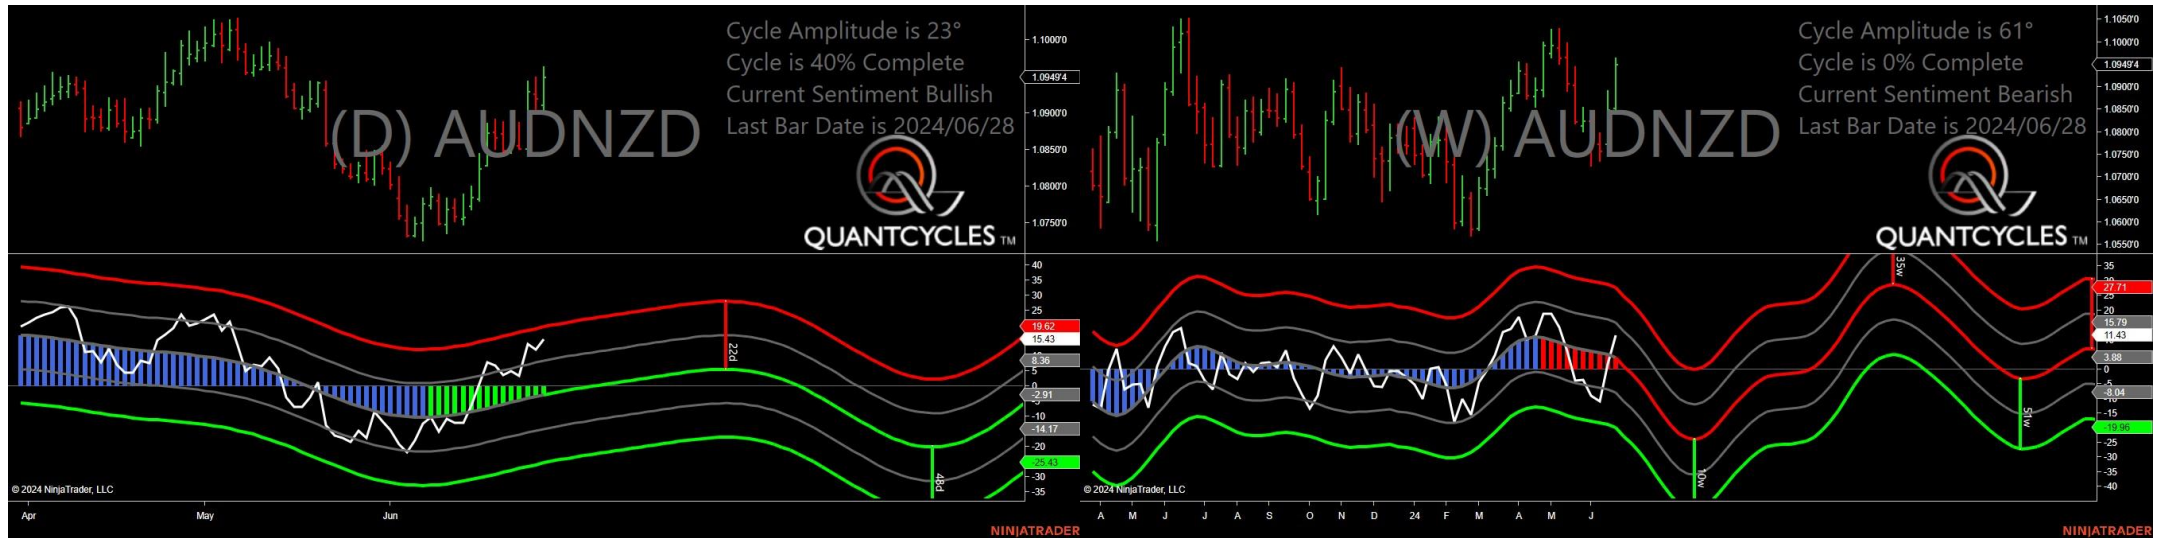 Cycle Amplitude is 23°
Cycle is 40% Complete
Current Sentiment Bullish
Last Bar Date is 2024/06/28
(D) AUDNZD
QUANTCYCLES TM
1.1000'0
1.0949'4
1.0900'0
1.0850'0
1.0800'0
1.0750'0
40
35
30
25
19.62
15.43
8.36
5
0
-2.91
-10
-14.17
-20
-25.43
-30
-35
22d
48d
© 2024 NinjaTrader, LLC
Apr May Jun
NINJATRADER
Cycle Amplitude is 61°
Cycle is 0% Complete
Current Sentiment Bearish
Last Bar Date is 2024/06/28
(W) AUDNZD
QUANTCYCLES TM
1.1050'0
1.1000'0
1.0949'4
1.0900'0
1.0850'0
1.0800'0
1.0750'0
1.0700'0
1.0650'0
1.0600'0
1.0550'0
35
27.71
25
20
15.79
11.43
3.88
0
-5
-8.04
-15
-19.96
-25
-30
-35
-40
35w
10w
51w
© 2024 NinjaTrader, LLC
A M J J A S O N D 24 F M A M J
NINJATRADER